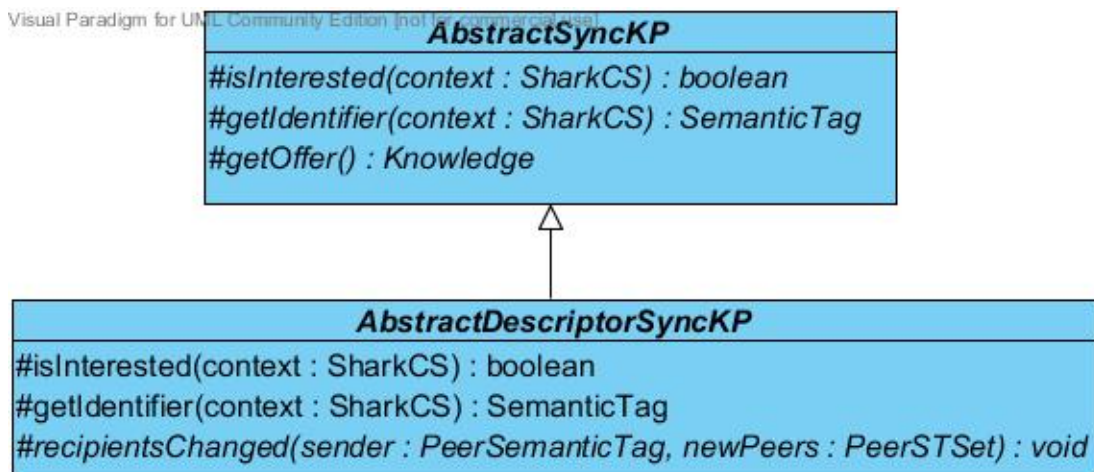 Visual Paradigm for UML Community Edition [not for commercial use]
AbstractSyncKP
#isInterested(context : SharkCS) : boolean
#getIdentifier(context : SharkCS) : SemanticTag
#getOffer() : Knowledge
AbstractDescriptorSyncKP
#isInterested(context : SharkCS) : boolean
#getIdentifier(context : SharkCS) : SemanticTag
#recipientsChanged(sender : PeerSemanticTag, newPeers : PeerSTSet) : void